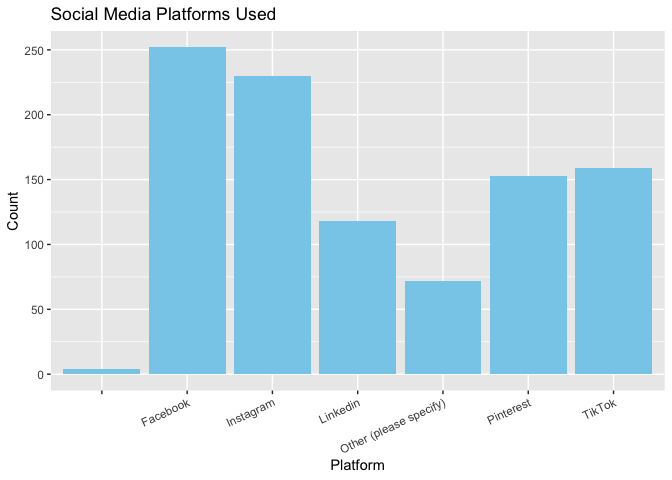 Social Media Platforms Used
Count
250
200
150
100
50
0
Facebook
Instagram
Linkedin
Other (please specify)
Pinterest
TikTok
Platform